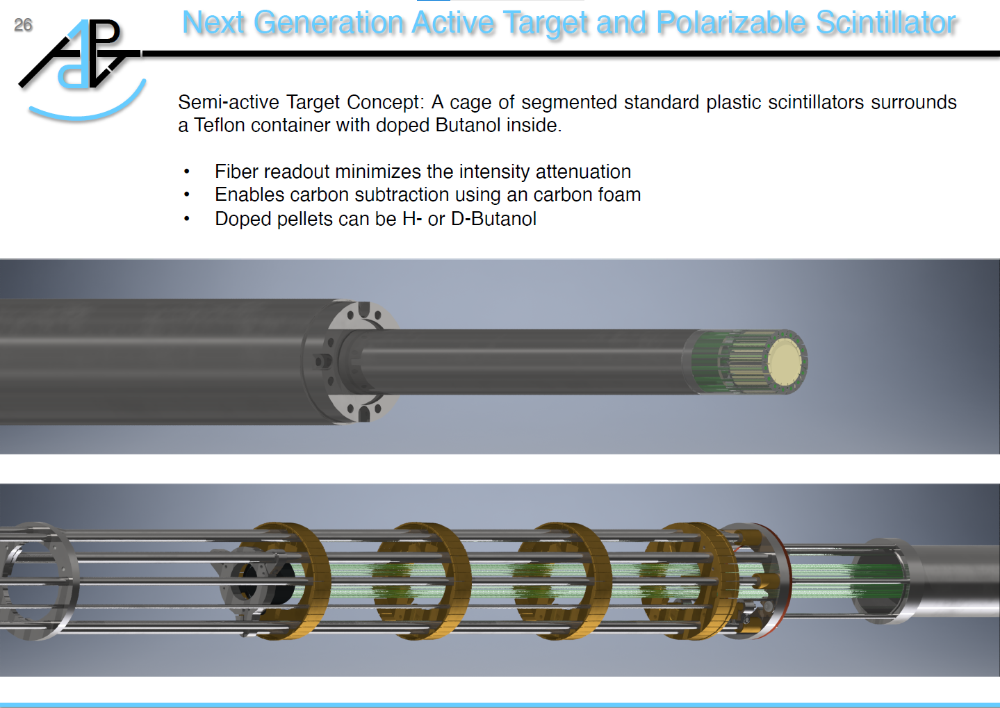 26
Next Generation Active Target and Polarizable Scintillator
Semi-active Target Concept: A cage of segmented standard plastic scintillators surrounds
a Teflon container with doped Butanol inside.
• Fiber readout minimizes the intensity attenuation
• Enables carbon subtraction using an carbon foam
• Doped pellets can be H- or D-Butanol